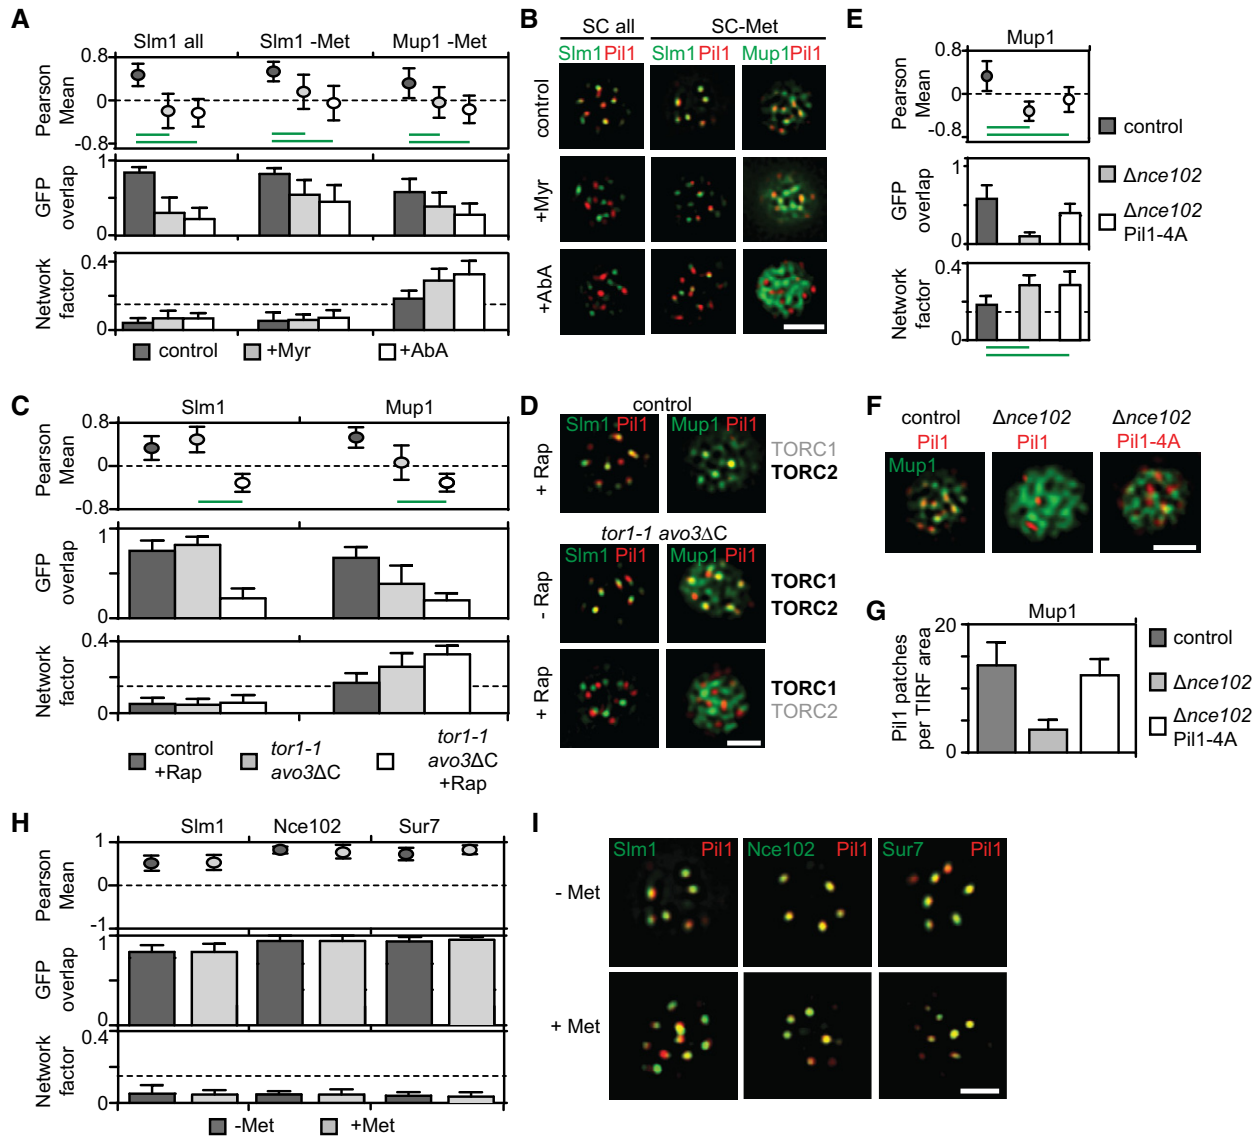 A
Slm1 all
Slm1 -Met
Mup1 -Met
Pearson
Mean
0.8
0
-0.8
GFP
overlap
1
0
Network
factor
0.4
0
control
+Myr
+AbA
B
SC all
SC-Met
Slm1 Pil1
Slm1 Pil1
Mup1 Pil1
control
+Myr
+AbA
E
Mup1
Pearson
Mean
0.8
0
-0.8
GFP
overlap
1
0
Network
factor
0.4
0
control
Δnce102
Δnce102
Pil1-4A
C
Slm1
Mup1
Pearson
Mean
0.8
0
-0.8
GFP
overlap
1
0
Network
factor
0.4
0
control
+Rap
tor1-1
avo3ΔC
tor1-1
avo3ΔC
+Rap
D
control
Slm1 Pil1
Mup1 Pil1
+ Rap
TORC1
TORC2
tor1-1 avo3ΔC
Slm1 Pil1
Mup1 Pil1
- Rap
TORC1
TORC2
+ Rap
TORC1
TORC2
F
control
Pil1
Δnce102
Pil1
Δnce102
Pil1-4A
Mup1
G
Mup1
Pil1 patches
per TIRF area
20
0
control
Δnce102
Δnce102
Pil1-4A
H
Slm1
Nce102
Sur7
Pearson
Mean
1
0
-1
GFP
overlap
1
0
Network
factor
0.4
0
-Met
+Met
I
Slm1 Pil1
Nce102 Pil1
Sur7 Pil1
- Met
+ Met